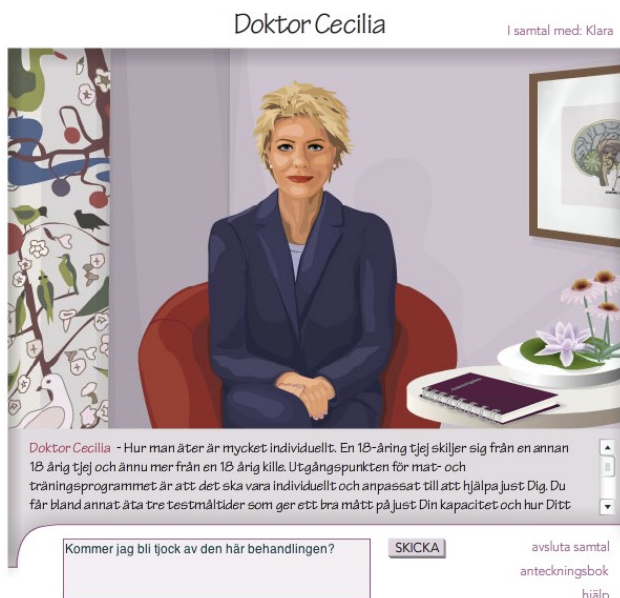 Doktor Cecilia
I samtal med: Klara
Doktor Cecilia - Hur man äter är mycket individuellt. En 18-åring tjej skiljer sig från en annan
18 årig tjej och ännu mer från en 18 årig kille. Utgångspunkten för mat- och
träningsprogrammet är att det ska vara individuellt och anpassat till att hjälpa just Dig. Du
får bland annat äta tre testmåltider som ger ett bra mått på just Din kapacitet och hur Ditt
Kommer jag bli tjock av den här behandlingen?
SKICKA
avsluta samtal
anteckningsbok
hjälp